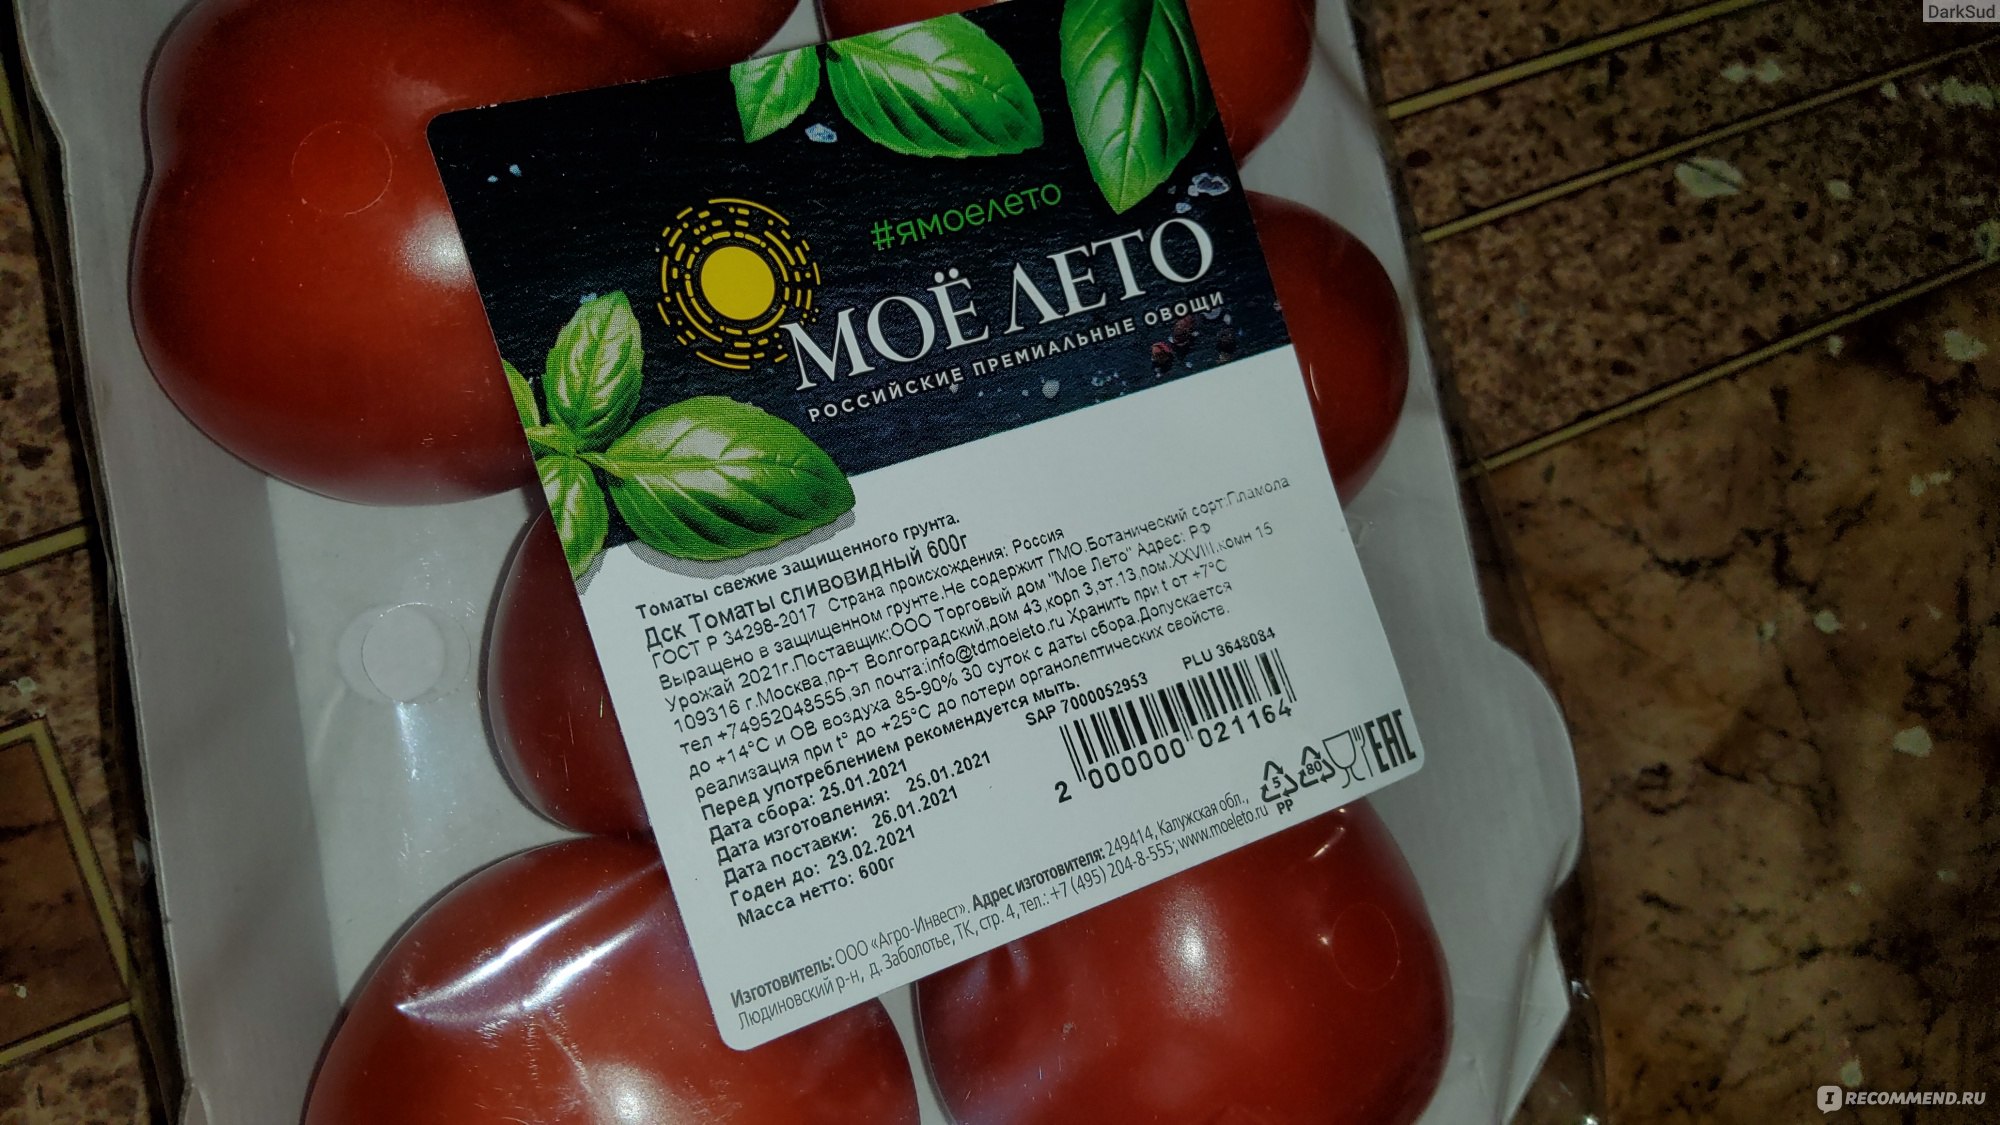 DarkSud
#ЯМОЕЛЕТО
МОЁ ЛЕТО
РОССИЙСКИЕ ПРЕМИАЛЬНЫЕ ОВОЩИ
Томаты свежие защищенного грунта.
Дск Томаты сливовидный 600г
ГОСТ Р 34298-2017 Страна происхождения: Россия
Выращено в защищенном грунте.Не содержит ГМО.Ботанический сорт:Пламола
Урожай 2021г.Поставщик:ООО Торговый дом "Мое Лето" Адрес: РФ
109316 г.Москва,пр-т Волгоградский,дом 43,корп 3,эт.13,пом.XXVIII,комн 15
тел +74952048555,эл почта:info@tdmoeleto.ru Хранить при t от +7°С
до +14°С и ОВ воздуха 85-90% 30 суток с даты сбора.Допускается
реализация при t° до +25°С до потери органолептических свойств.
Перед употреблением рекомендуется мыть.
Дата сбора: 25.01.2021
Дата изготовления: 25.01.2021
Дата поставки: 26.01.2021
Годен до: 23.02.2021
Масса нетто: 600г
SAP 7000052953
PLU 3648084
2 000000 021164
5
PP
80
EAC
Изготовитель: ООО «Агро-Инвест». Адрес изготовителя: 249414, Калужская обл.,
Людиновский р-н, д. Заболотье, ТК, стр. 4, тел.: +7 (495) 204-8-555; www.moeleto.ru
I RECOMMEND.RU